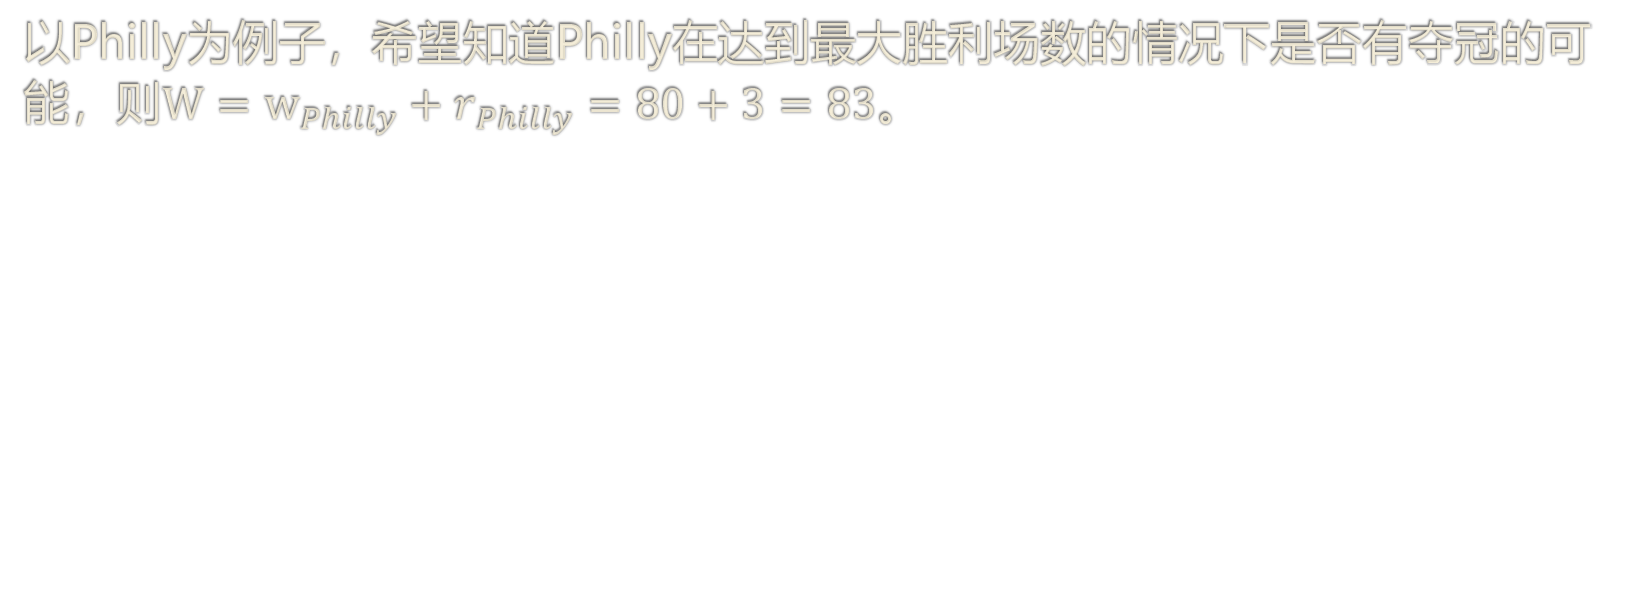 以Philly为例子，希望知道Philly在达到最大胜利场数的情况下是否有夺冠的可
能，则W = w_{Philly} + r_{Philly} = 80 + 3 = 83。